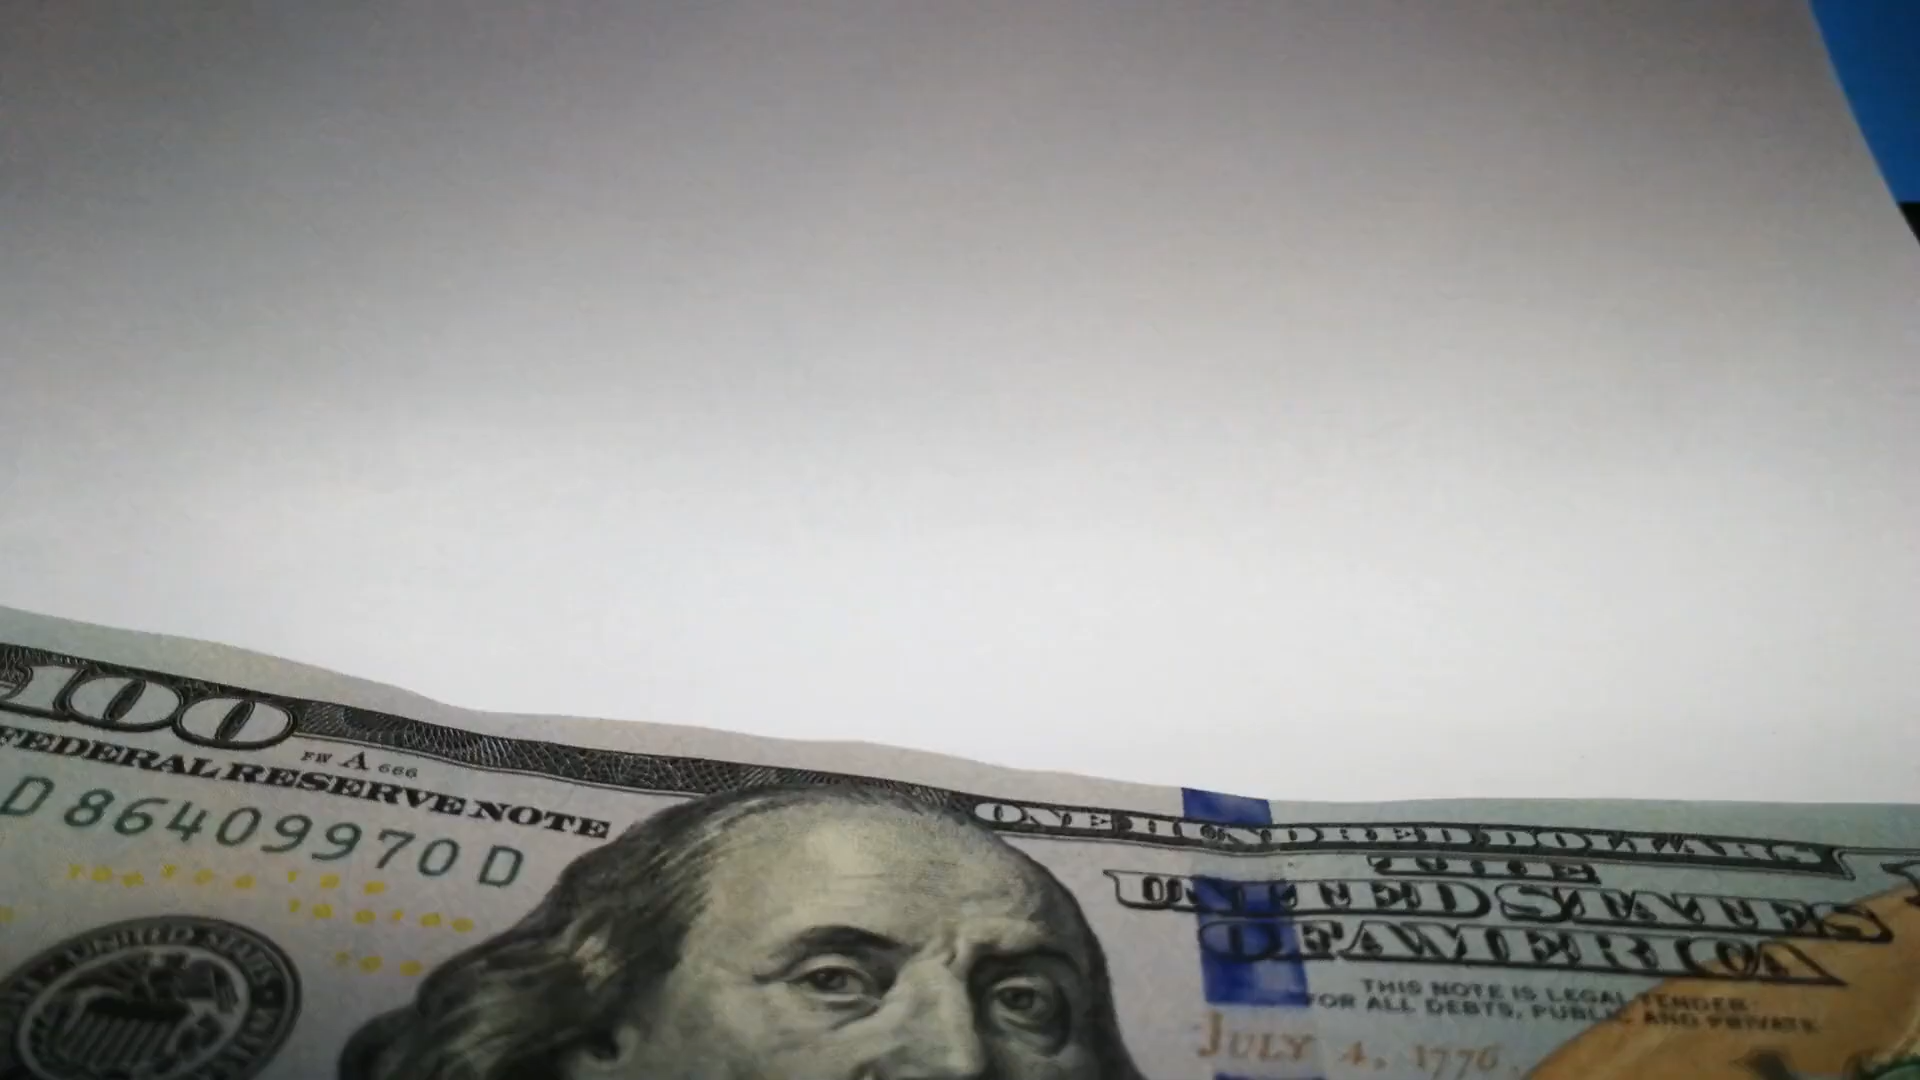 100
FEDERAL RESERVE NOTE
FW A 666
D 86409970 D
ONE HUNDRED DOLLARS
THE
UNITED STATES
OF AMERICA
THIS NOTE IS LEGAL TENDER
FOR ALL DEBTS, PUBLIC AND PRIVATE
JULY 4, 1776